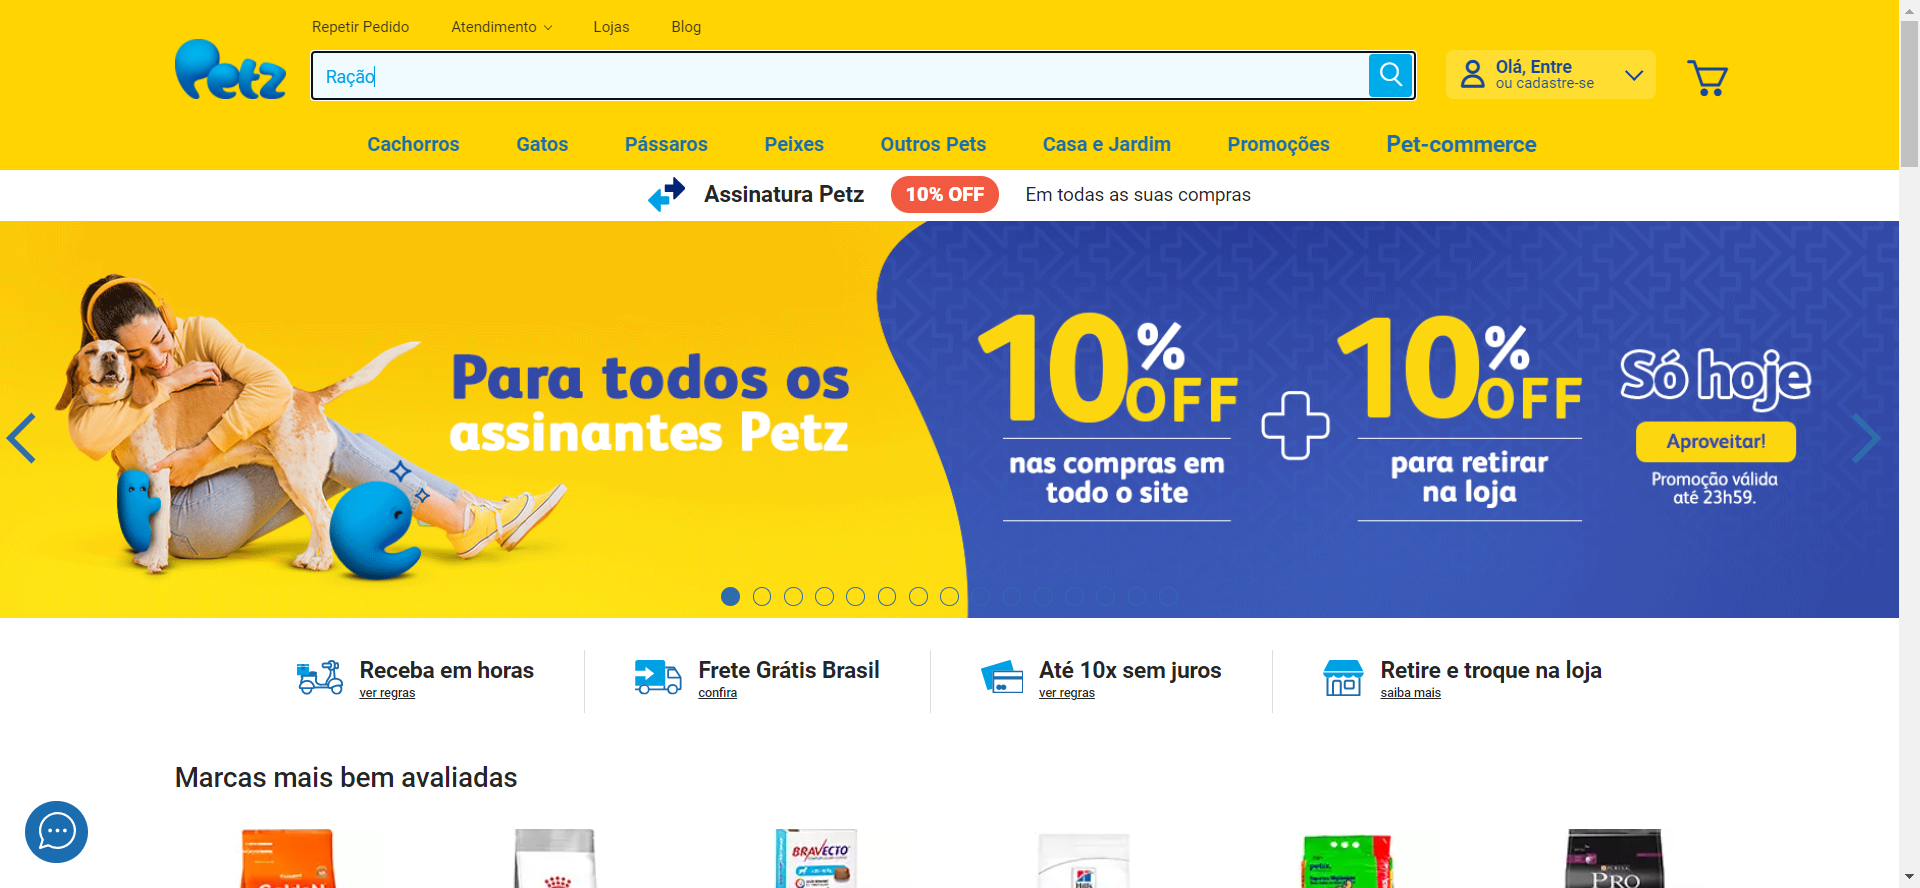 Repetir Pedido
Atendimento
Lojas
Blog
Petz
Ração
Olá, Entre
ou cadastre-se
Cachorros
Gatos
Pássaros
Peixes
Outros Pets
Casa e Jardim
Promoções
Pet-commerce
Assinatura Petz
10% OFF
Em todas as suas compras
Para todos os
assinantes Petz
10% OFF
nas compras em
todo o site
10% OFF
para retirar
na loja
Só hoje
Aproveitar!
Promoção válida
até 23h59.
Receba em horas
ver regras
Frete Grátis Brasil
confira
Até 10x sem juros
ver regras
Retire e troque na loja
saiba mais
Marcas mais bem avaliadas
BRAVECTO
Hill's
petix
PURINA
PRO